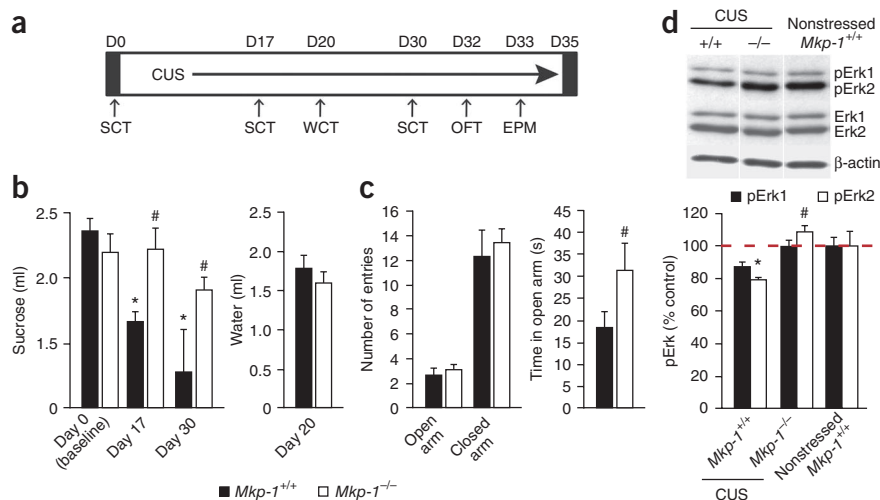 a
D0 D17 D20 D30 D32 D33 D35
CUS
SCT SCT WCT SCT OFT EPM
b
Sucrose (ml)
2.5
2.0
1.5
0
* # * #
Day 0 (baseline)
Day 17
Day 30
Water (ml)
2.5
2.0
1.5
1.0
0.5
0
Day 20
c
Number of entries
16
14
12
10
8
6
4
2
0
Open arm
Closed arm
Time in open arm (s)
45
40
35
30
25
20
15
10
5
0
#
■ Mkp-1+/+ □ Mkp-1–/–
d
CUS Nonstressed
+/+ –/– Mkp-1+/+
pErk1
pErk2
Erk1
Erk2
β-actin
■ pErk1 □ pErk2
pErk (% control)
120
100
80
60
40
20
0
* #
Mkp-1+/+
Mkp-1–/–
Nonstressed Mkp-1+/+
CUS